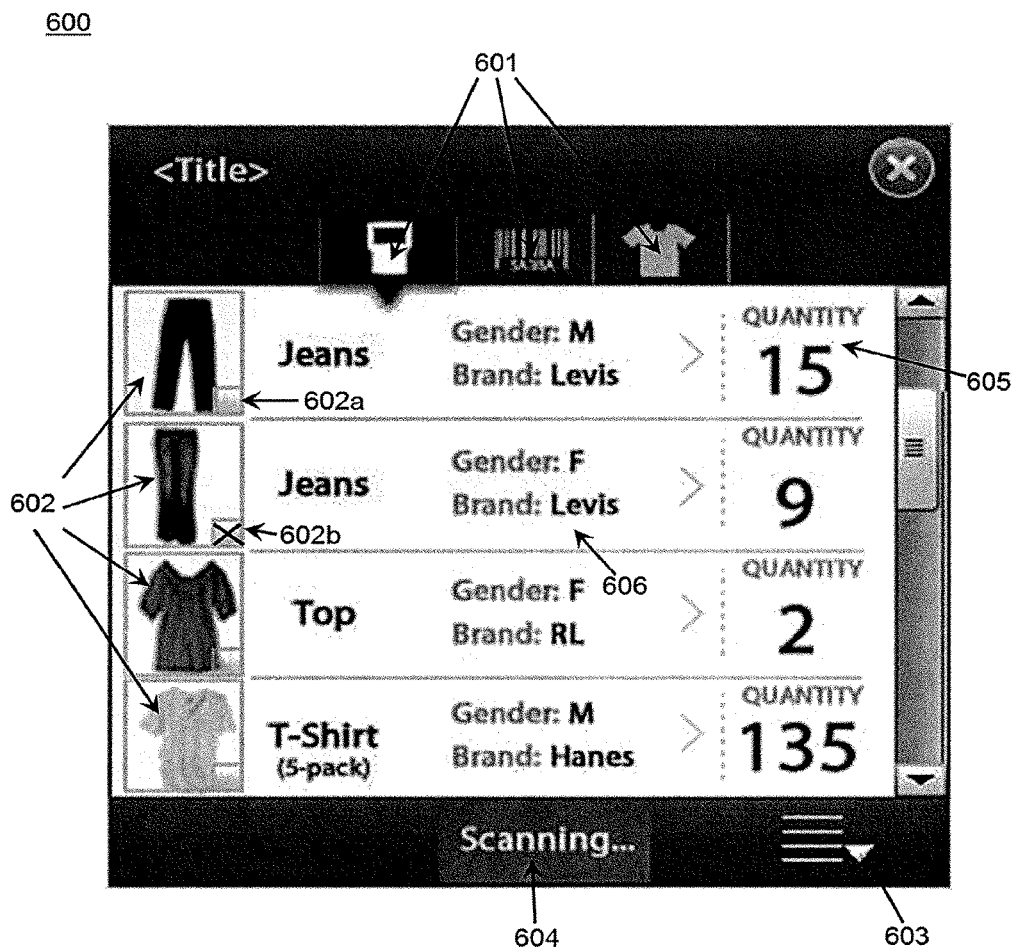 600
601
<Title>
Jeans
Gender: M
Brand: Levis
QUANTITY
15
605
602a
Jeans
Gender: F
Brand: Levis
QUANTITY
9
602
602b
606
Top
Gender: F
Brand: RL
QUANTITY
2
T-Shirt
(5-pack)
Gender: M
Brand: Hanes
QUANTITY
135
Scanning...
604
603